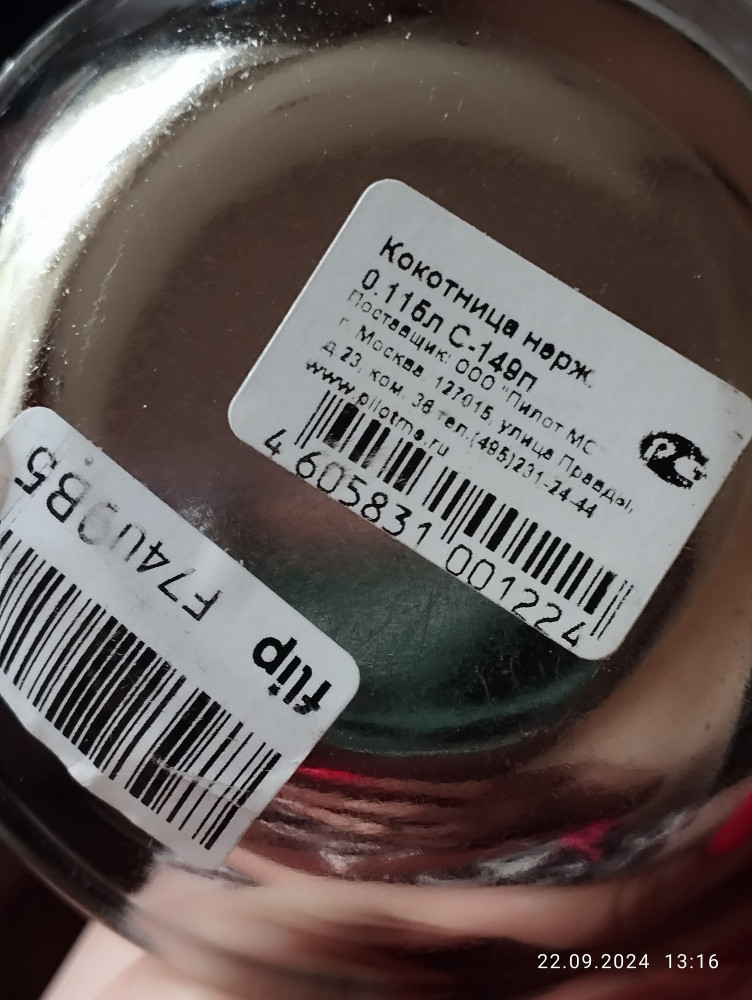 Кокотница нерж.
0.115л С-149п
Поставщик: ООО "Пилот МС"
г. Москва, 127015, улица Правды,
д 23, ком. 38 тел.(495)231-24-44
www.pilotms.ru
4 605831 001224
flip
22.09.2024 13:16